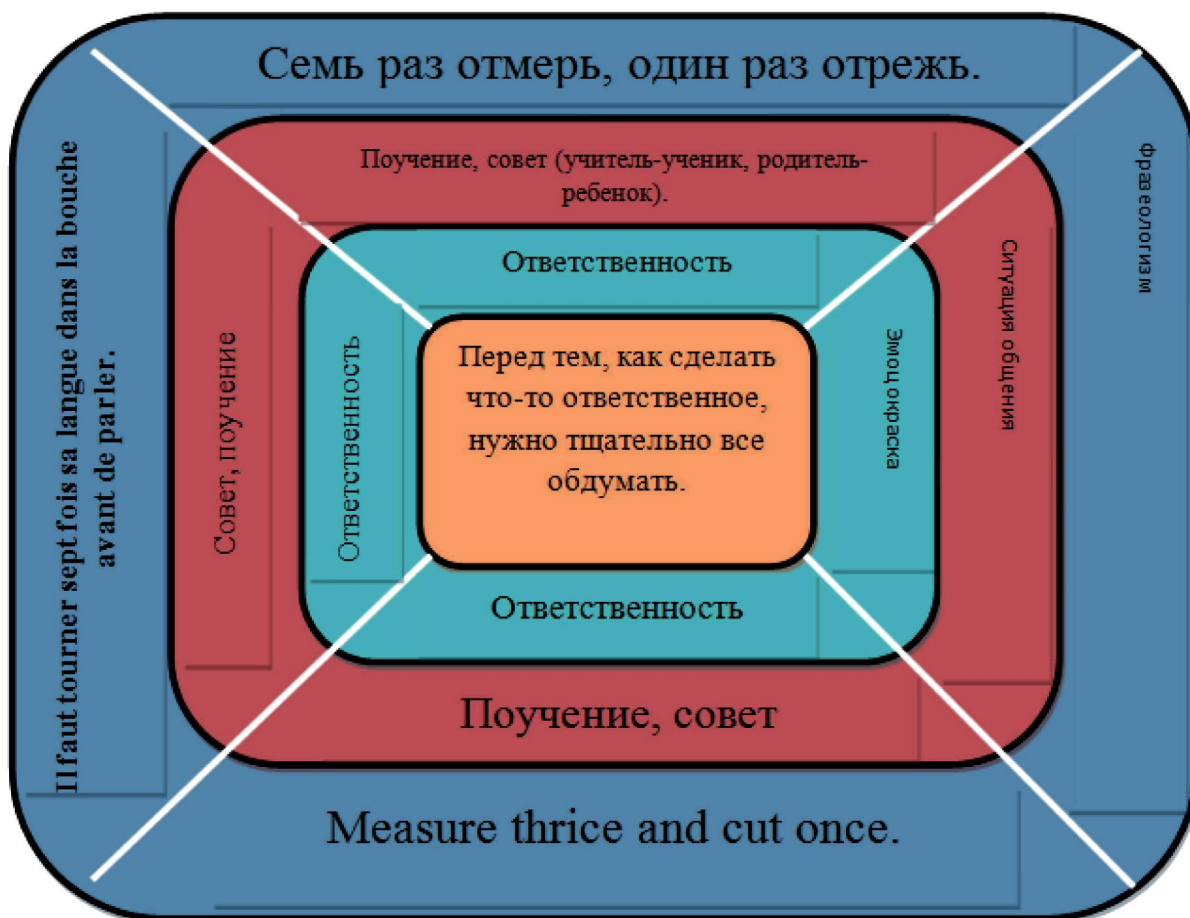 Семь раз отмерь, один раз отрежь.
Поучение, совет (учитель-ученик, родитель-
ребенок).
Ответственность
Перед тем, как сделать
что-то ответственное,
нужно тщательно все
обдумать.
Ответственность
Поучение, совет
Measure thrice and cut once.
Il faut tourner sept fois sa langue dans la bouche
avant de parler.
Совет, поучение
Ответственность
Эмоц окраска
Ситуация общения
фразеологизм